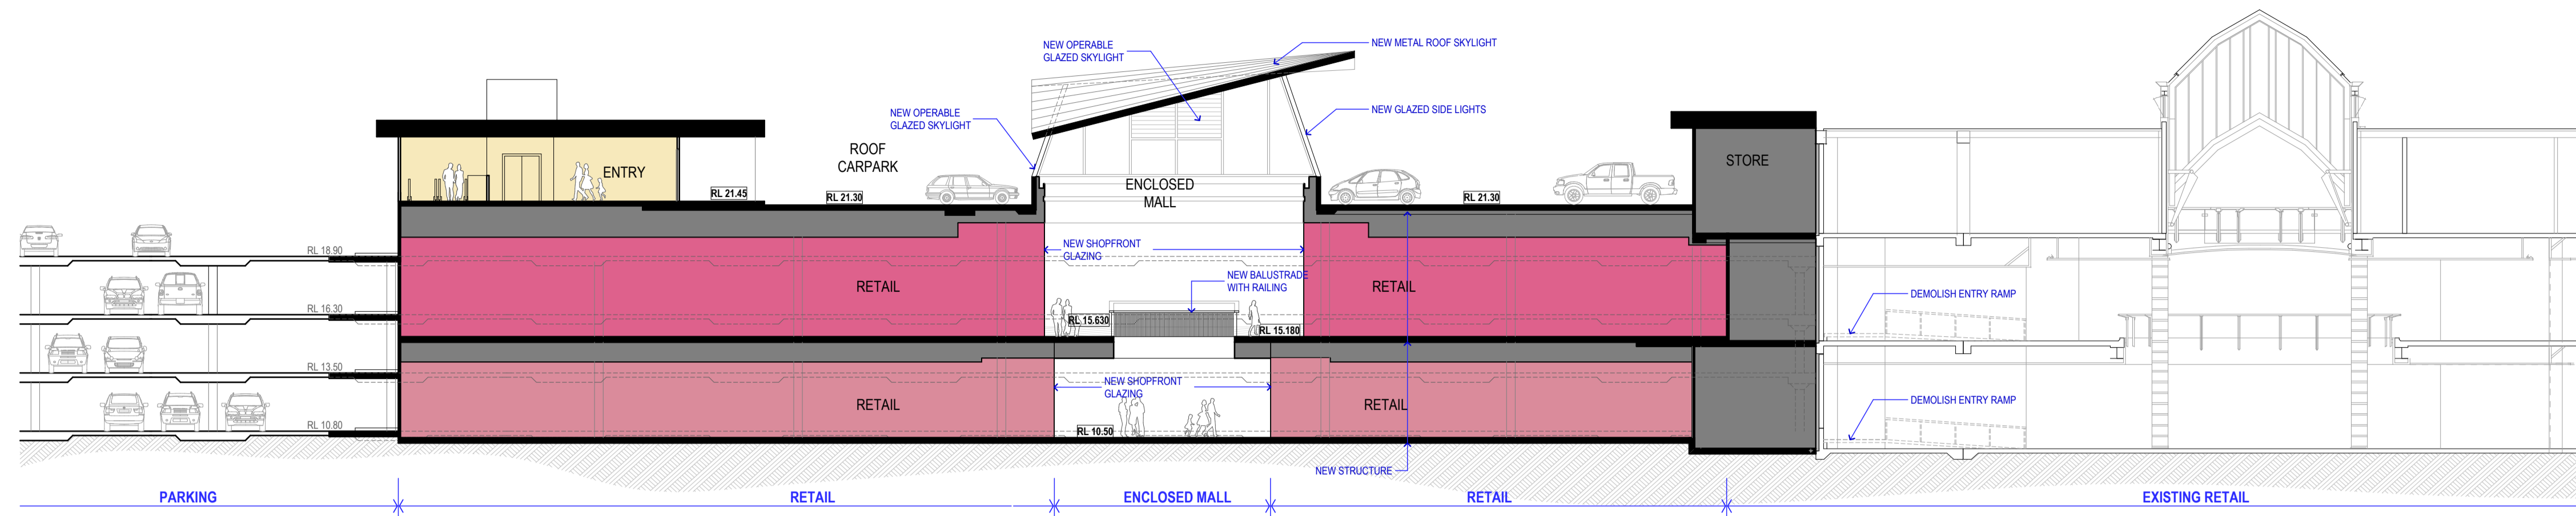 NEW OPERABLE
GLAZED SKYLIGHT
NEW METAL ROOF SKYLIGHT
NEW OPERABLE
GLAZED SKYLIGHT
NEW GLAZED SIDE LIGHTS
ROOF
CARPARK
ENTRY
STORE
ENCLOSED
MALL
RL 21.45
RL 21.30
RL 21.30
RL 18.90
NEW SHOPFRONT
GLAZING
NEW BALUSTRADE
WITH RAILING
RETAIL
RETAIL
DEMOLISH ENTRY RAMP
RL 16.30
RL 15.630
RL 15.180
RL 13.50
NEW SHOPFRONT
GLAZING
RETAIL
RETAIL
DEMOLISH ENTRY RAMP
RL 10.80
RL 10.50
NEW STRUCTURE
PARKING
RETAIL
ENCLOSED MALL
RETAIL
EXISTING RETAIL